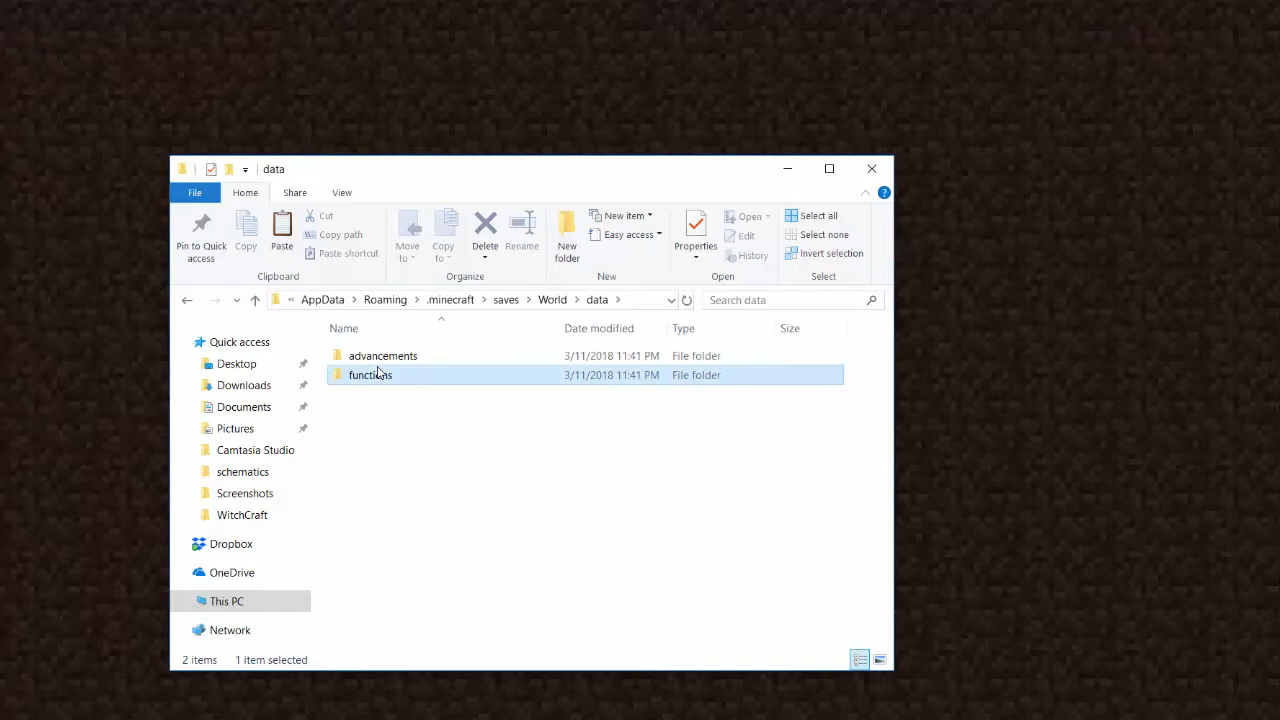 data
File Home Share View
Pin to Quick access
Copy
Paste
Cut
Copy path
Paste shortcut
Clipboard
Move to
Copy to
Delete
Rename
Organize
New folder
New item
Easy access
New
Properties
Open
Edit
History
Open
Select all
Select none
Invert selection
Select
« AppData > Roaming > .minecraft > saves > World > data >
Search data
Name Date modified Type Size
advancements 3/11/2018 11:41 PM File folder
functions 3/11/2018 11:41 PM File folder
Quick access
Desktop
Downloads
Documents
Pictures
Camtasia Studio
schematics
Screenshots
WitchCraft
Dropbox
OneDrive
This PC
Network
2 items 1 item selected